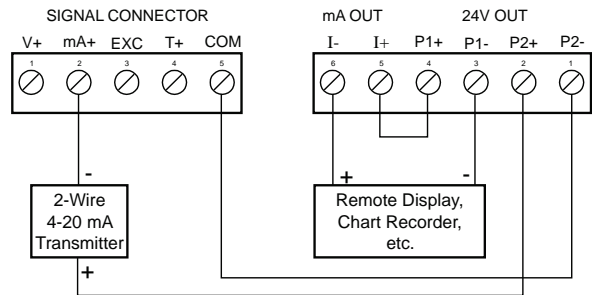 SIGNAL CONNECTOR
mA OUT 24V OUT
V+ mA+ EXC T+ COM
I- I+ P1+ P1- P2+ P2-
1 2 3 4 5
6 5 4 3 2 1
-
+ -
2-Wire
4-20 mA
Transmitter
Remote Display,
Chart Recorder,
etc.
+